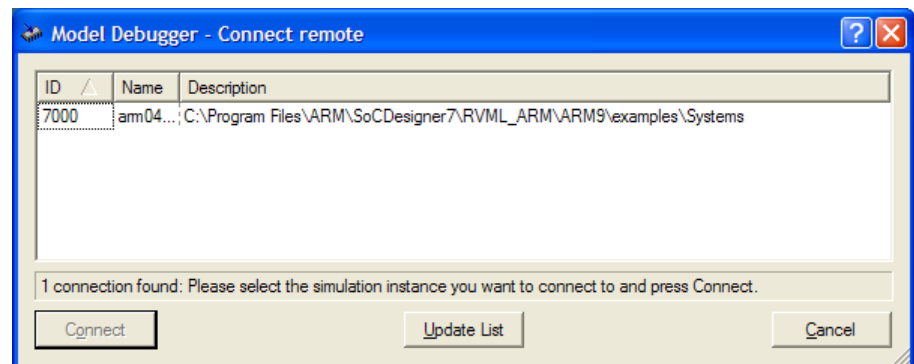 Model Debugger - Connect remote
ID Name Description
7000 arm04... C:\Program Files\ARM\SoCDesigner7\RVML_ARM\ARM9\examples\Systems
1 connection found: Please select the simulation instance you want to connect to and press Connect.
Connect Update List Cancel